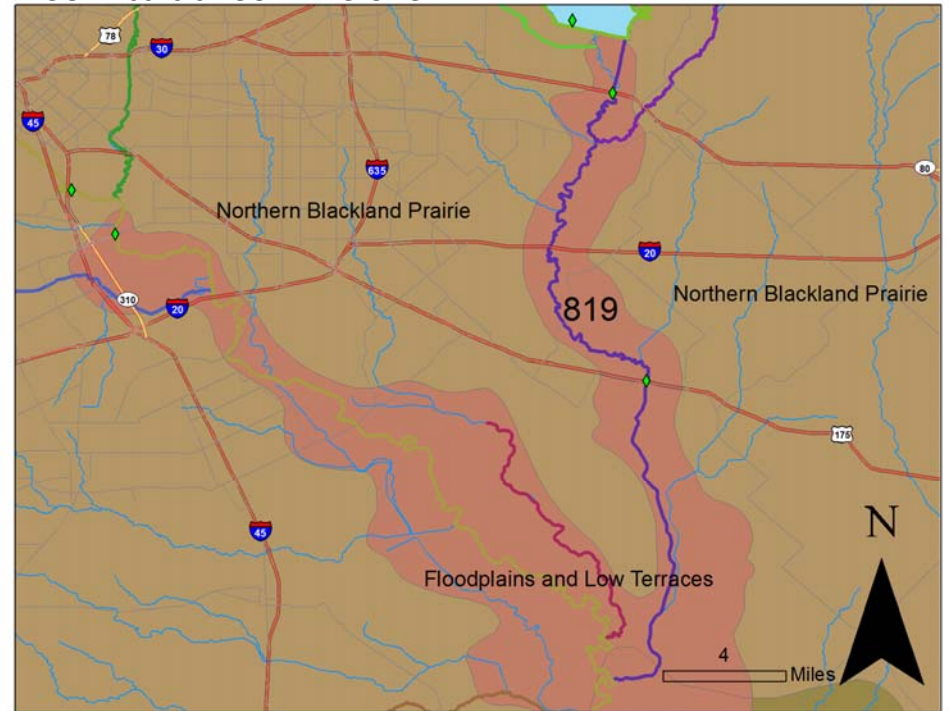 78
30
45
635
80
Northern Blackland Prairie
20
Northern Blackland Prairie
310
20
819
175
N
45
Floodplains and Low Terraces
4
Miles